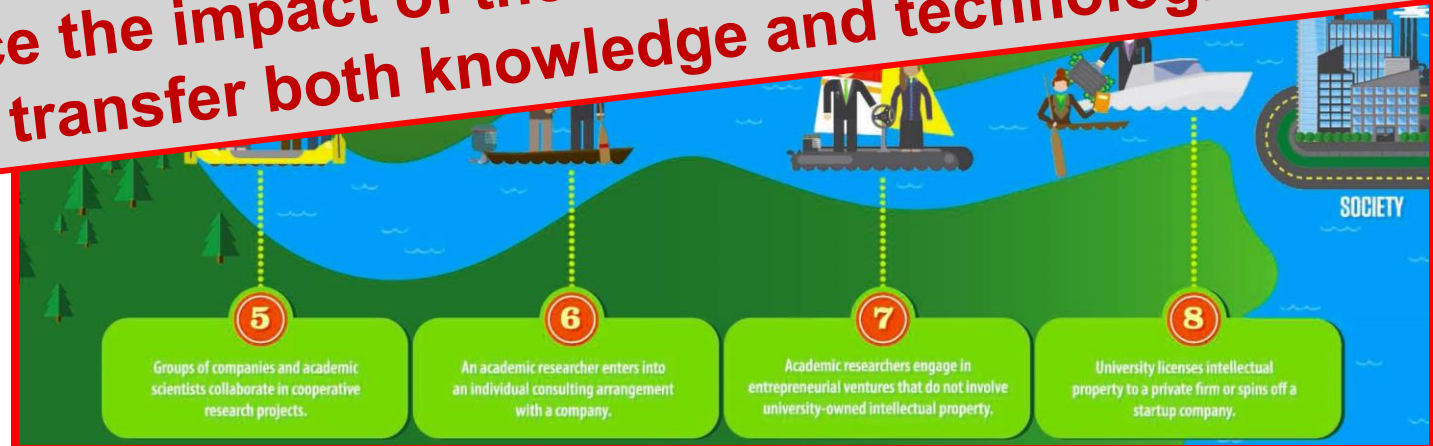 the impact of the
transfer both knowledge and
SOCIETY
5
Groups of companies and academic
scientists collaborate in cooperative
research projects.
6
An academic researcher enters into
an individual consulting arrangement
with a company.
7
Academic researchers engage in
entrepreneurial ventures that do not involve
university-owned intellectual property.
8
University licenses intellectual
property to a private firm or spins off a
startup company.